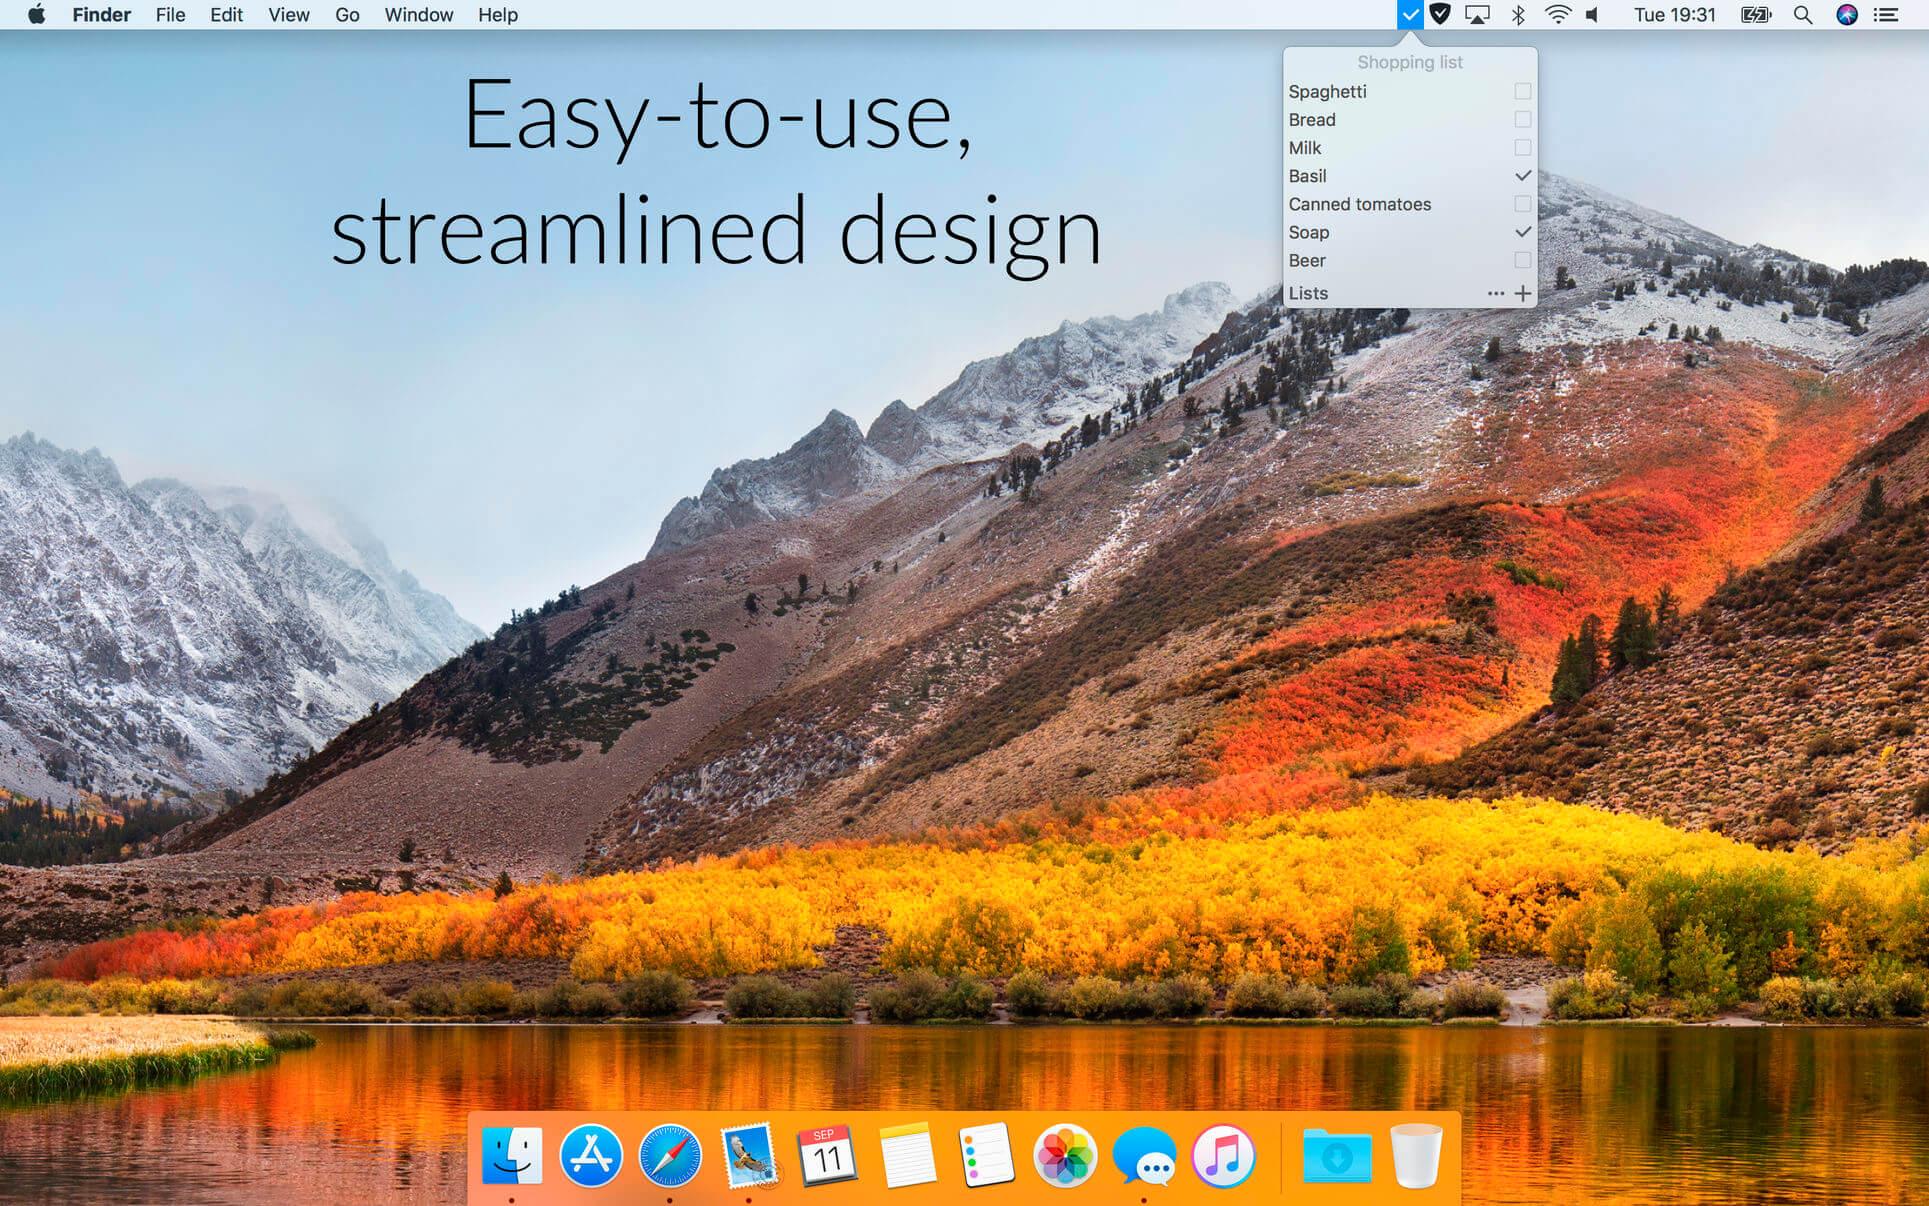 Finder File Edit View Go Window Help Tue 19:31
Easy-to-use,
streamlined design
Shopping list
Spaghetti
Bread
Milk
Basil
Canned tomatoes
Soap
Beer
Lists
SEP
11